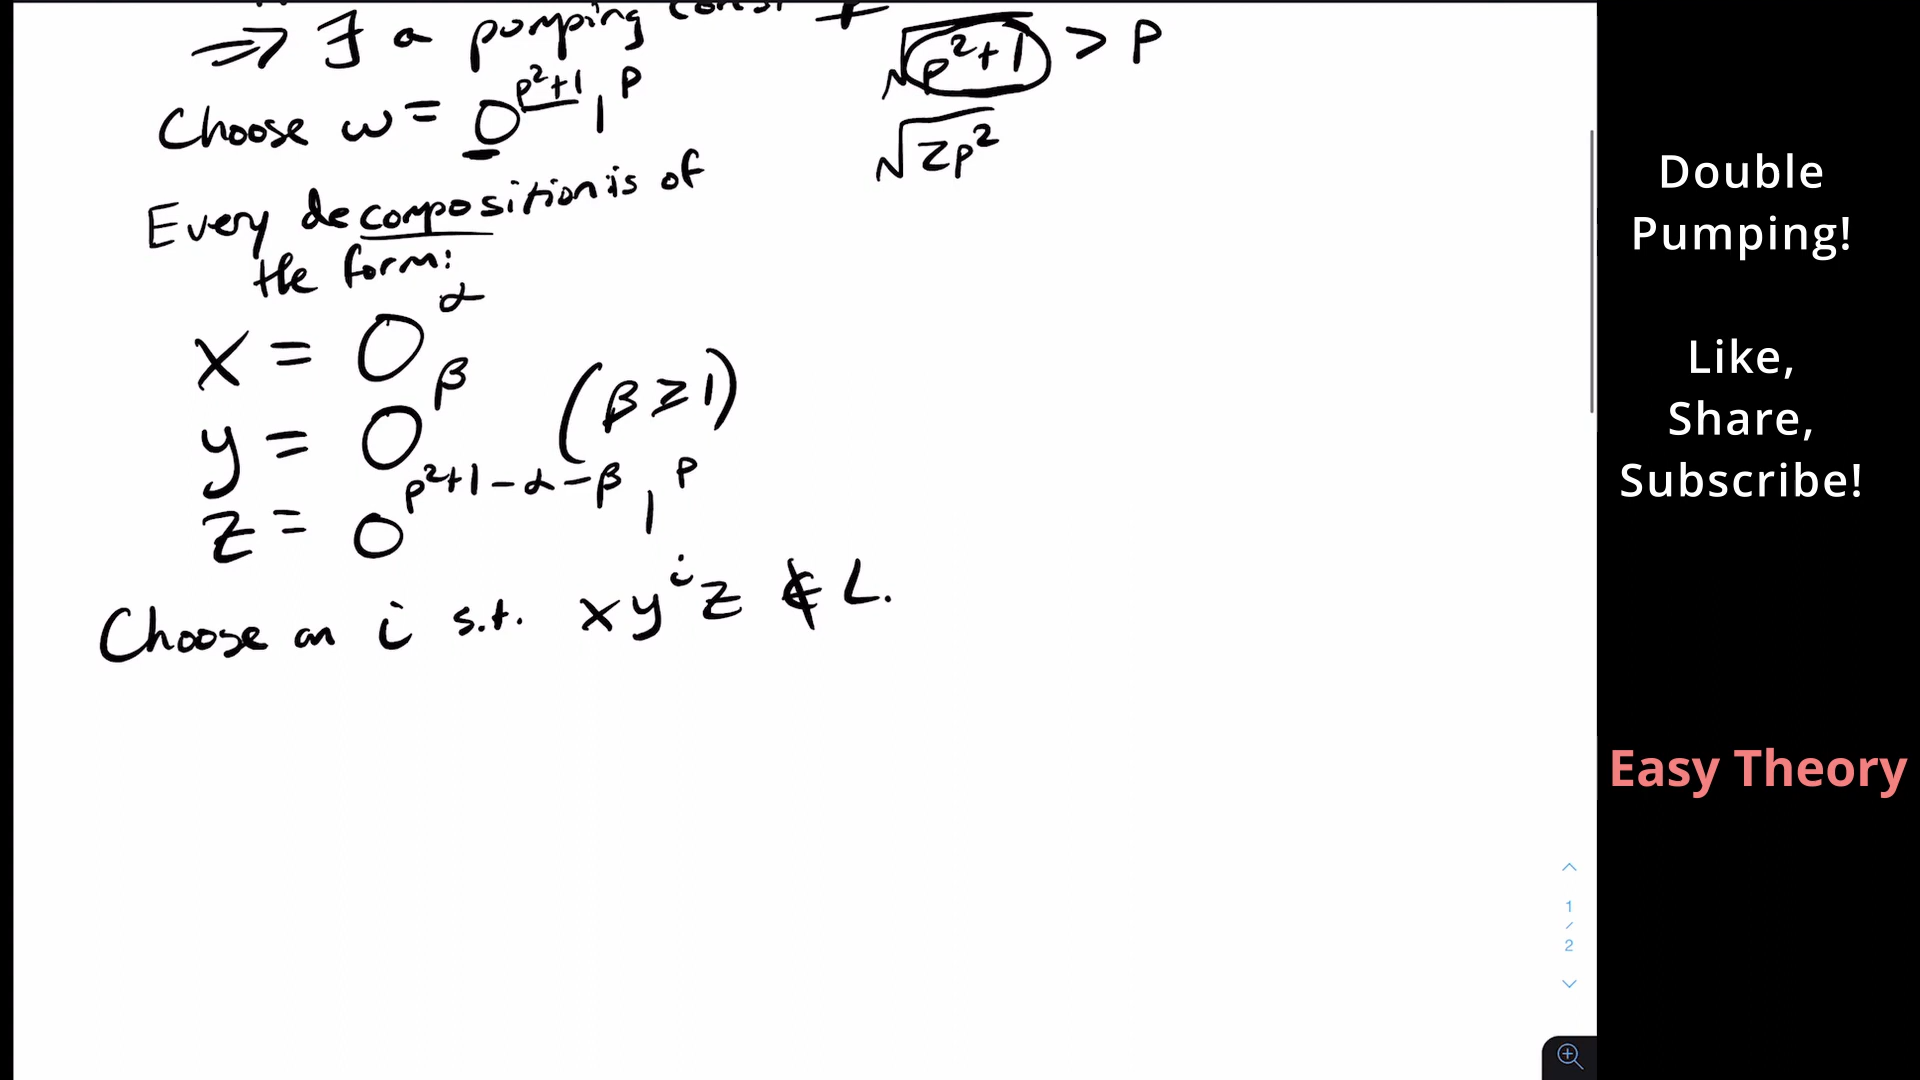 ⇒ ∃ a pumping const p
√(p²+1) > p
Choose w = 0^{p²+1} 1^p
√(2p²)
Every decomposition is of
the form:
x = 0^α
y = 0^β (β ≥ 1)
z = 0^{p²+1-α-β} 1^p
Choose an i s.t. xy^i z ∉ L.
Double
Pumping!
Like,
Share,
Subscribe!
Easy Theory
1
/
2